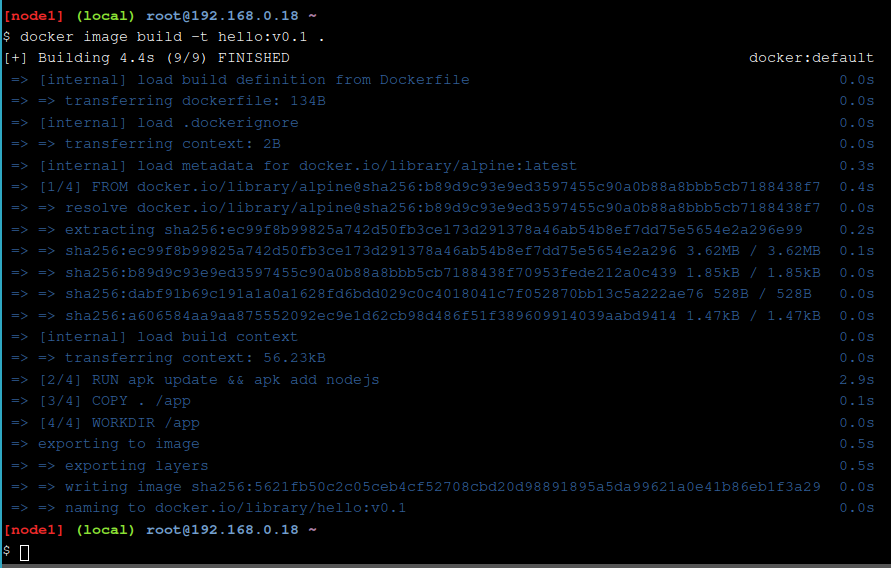 [node1] (local) root@192.168.0.18 ~
$ docker image build -t hello:v0.1 .
[+] Building 4.4s (9/9) FINISHED docker:default
=> [internal] load build definition from Dockerfile 0.0s
=> => transferring dockerfile: 134B 0.0s
=> [internal] load .dockerignore 0.0s
=> => transferring context: 2B 0.0s
=> [internal] load metadata for docker.io/library/alpine:latest 0.3s
=> [1/4] FROM docker.io/library/alpine@sha256:b89d9c93e9ed3597455c90a0b88a8bbb5cb7188438f7 0.4s
=> => resolve docker.io/library/alpine@sha256:b89d9c93e9ed3597455c90a0b88a8bbb5cb7188438f7 0.0s
=> => extracting sha256:ec99f8b99825a742d50fb3ce173d291378a46ab54b8ef7dd75e5654e2a296e99 0.2s
=> => sha256:ec99f8b99825a742d50fb3ce173d291378a46ab54b8ef7dd75e5654e2a296 3.62MB / 3.62MB 0.1s
=> => sha256:b89d9c93e9ed3597455c90a0b88a8bbb5cb7188438f70953fede212a0c439 1.85kB / 1.85kB 0.0s
=> => sha256:dabf91b69c191a1a0a1628fd6bdd029c0c4018041c7f052870bb13c5a222ae76 528B / 528B 0.0s
=> => sha256:a606584aa9aa875552092ec9e1d62cb98d486f51f389609914039aabd9414 1.47kB / 1.47kB 0.0s
=> [internal] load build context 0.0s
=> => transferring context: 56.23kB 0.0s
=> [2/4] RUN apk update && apk add nodejs 2.9s
=> [3/4] COPY . /app 0.1s
=> [4/4] WORKDIR /app 0.0s
=> exporting to image 0.5s
=> => exporting layers 0.5s
=> => writing image sha256:5621fb50c2c05ceb4cf52708cbd20d98891895a5da99621a0e41b86eb1f3a29 0.0s
=> => naming to docker.io/library/hello:v0.1 0.0s
[node1] (local) root@192.168.0.18 ~
$